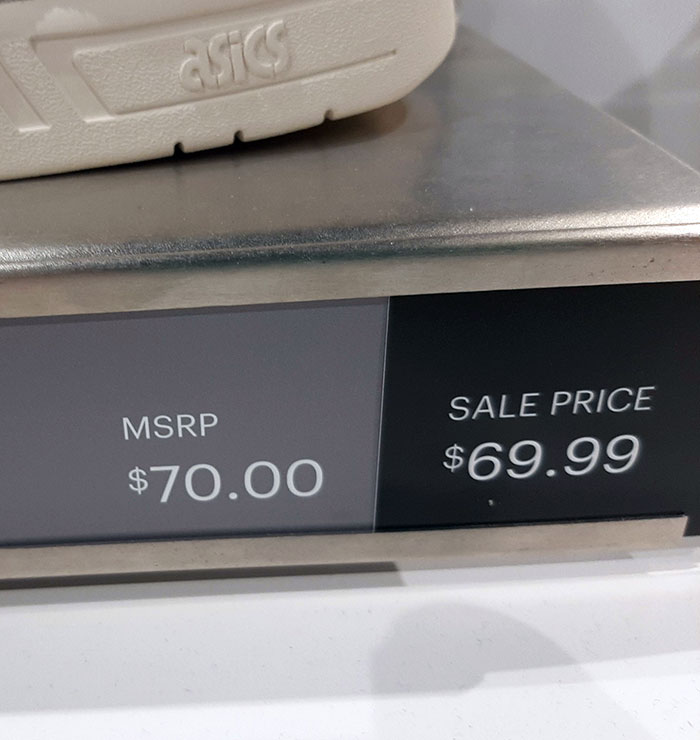 asics
MSRP
$70.00
SALE PRICE
$69.99